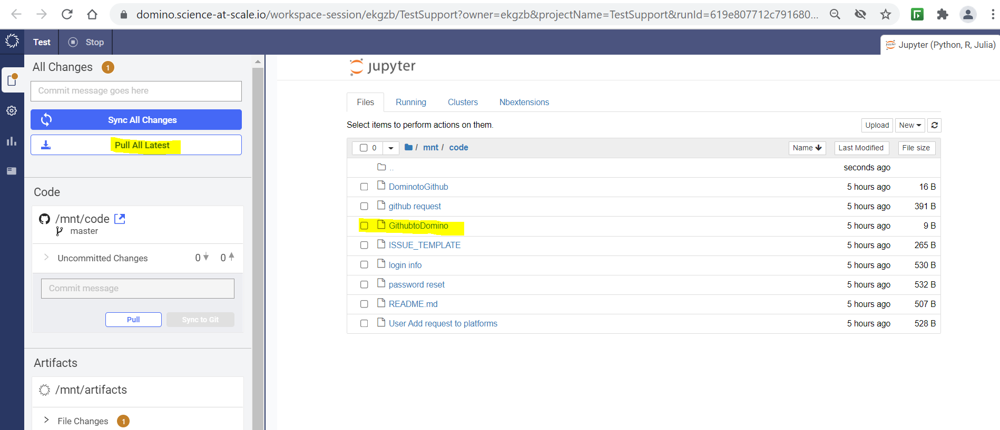 domino.science-at-scale.io/workspace-session/ekgzb/TestSupport?owner=ekgzb&projectName=TestSupport&runId=619e807712c791680...
Test
Stop
Jupyter (Python, R, Julia)
All Changes 1
Commit message goes here
Sync All Changes
Pull All Latest
Code
/mnt/code
master
Uncommitted Changes 0 0
Commit message
Pull Sync to Git
Artifacts
/mnt/artifacts
File Changes 1
jupyter
Files Running Clusters Nbextensions
Select items to perform actions on them.
Upload New
0 / mnt / code Name Last Modified File size
.. seconds ago
DominotoGithub 5 hours ago 16 B
github request 5 hours ago 391 B
GithubtoDomino 5 hours ago 9 B
ISSUE_TEMPLATE 5 hours ago 265 B
login info 5 hours ago 530 B
password reset 5 hours ago 532 B
README.md 5 hours ago 507 B
User Add request to platforms 5 hours ago 528 B